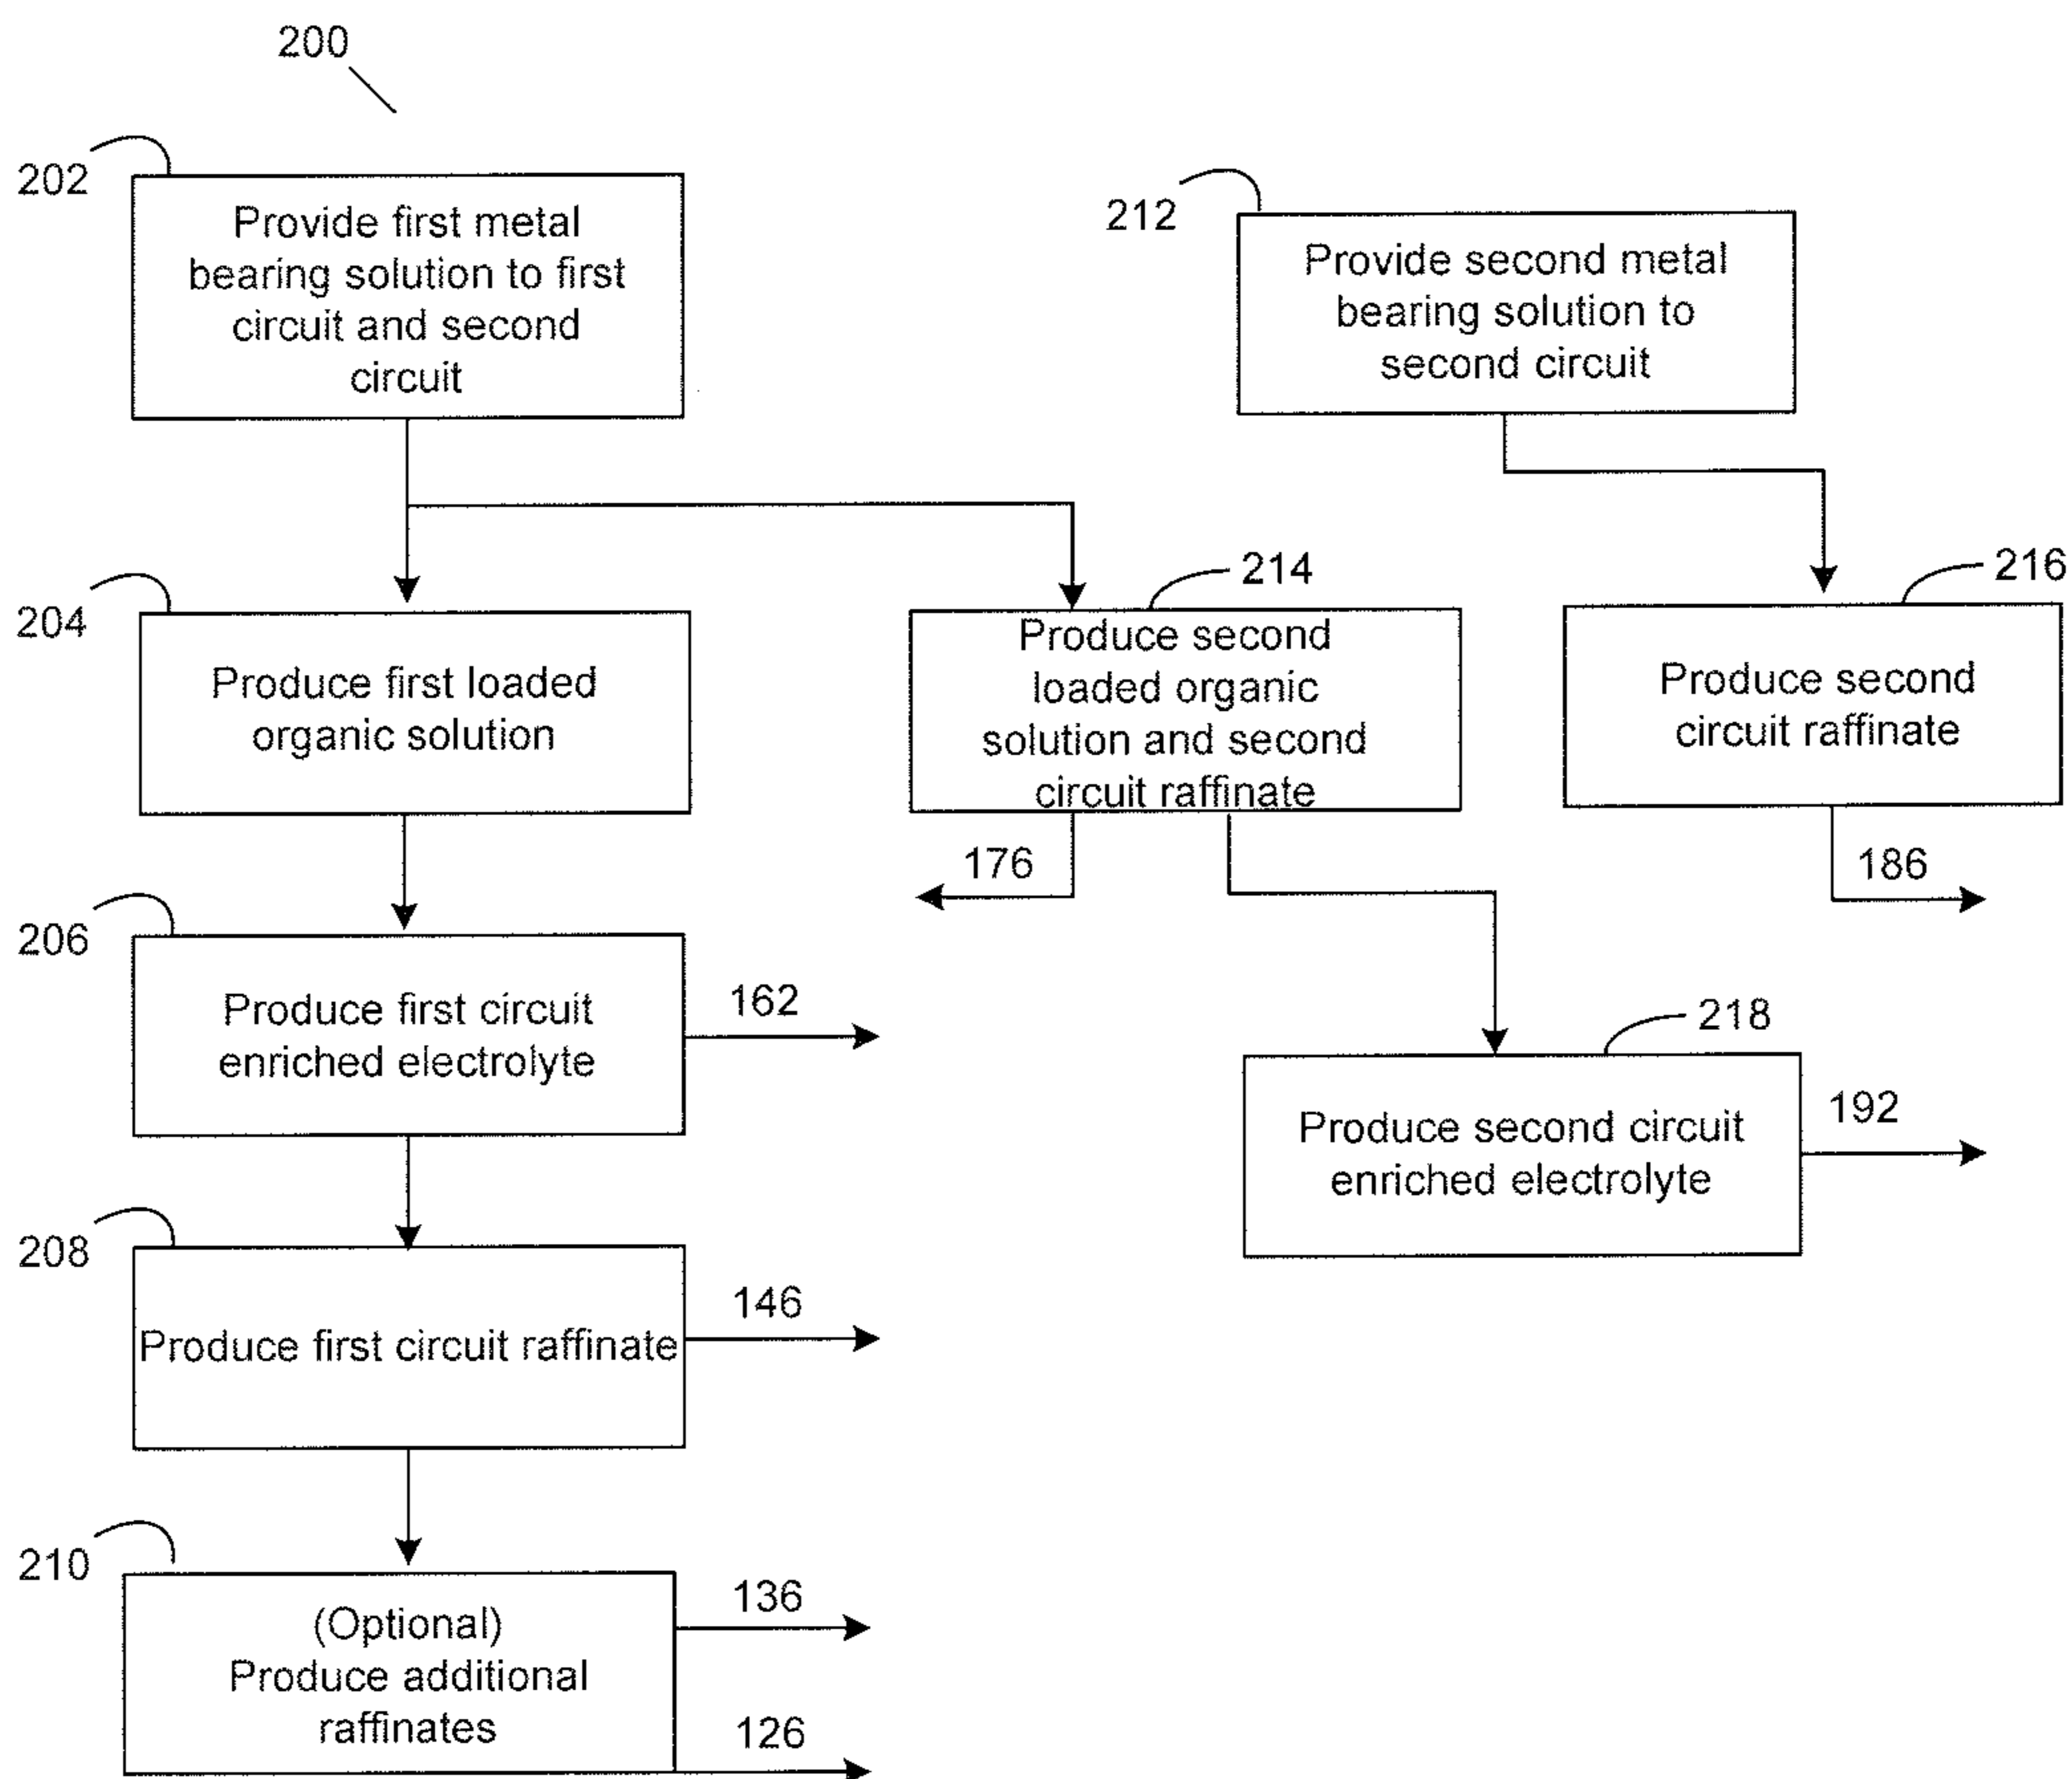 200
202
Provide first metal
bearing solution to first
circuit and second
circuit
212
Provide second metal
bearing solution to
second circuit
204
Produce first loaded
organic solution
214
Produce second
loaded organic
solution and second
circuit raffinate
216
Produce second
circuit raffinate
176
186
206
Produce first circuit
enriched electrolyte
162
218
Produce second circuit
enriched electrolyte
192
208
Produce first circuit raffinate
146
210
(Optional)
Produce additional
raffinates
136
126